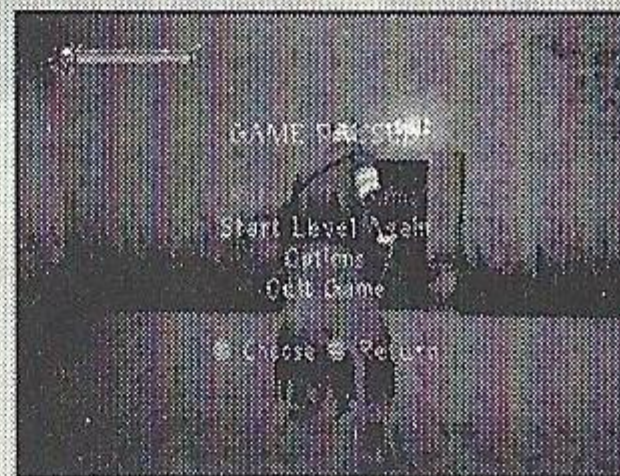 GAME PAUSED
Start Level Again
Options
Quit Game
Choose Return